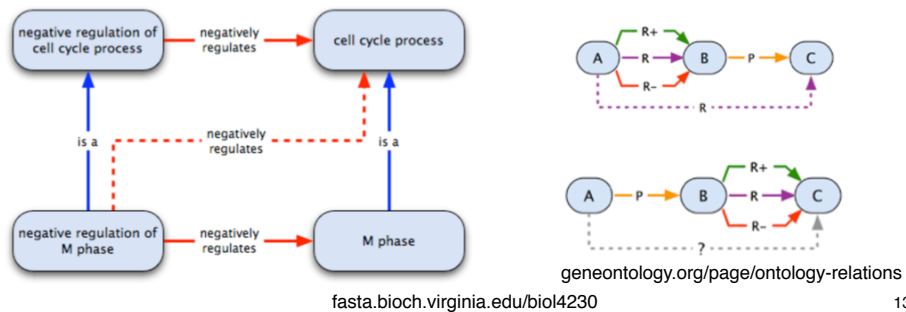 negative regulation of
cell cycle process
negatively
regulates
cell cycle process
is a
negatively
regulates
is a
negative regulation of
M phase
negatively
regulates
M phase
A
R+
R
R-
B
P
C
R
A
P
B
R+
R
R-
C
?
geneontology.org/page/ontology-relations
fasta.bioch.virginia.edu/biol4230
13